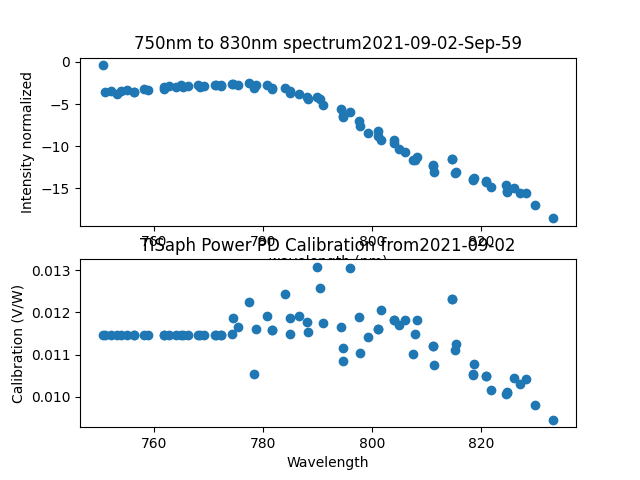 750nm to 830nm spectrum2021-09-02-Sep-59
0
−5
−10
−15
Intensity normalized
760 780 800 820
wavelength (nm)
TiSaph Power PD Calibration from2021-09-02
0.013
0.012
0.011
0.010
Calibration (V/W)
760 780 800 820
Wavelength